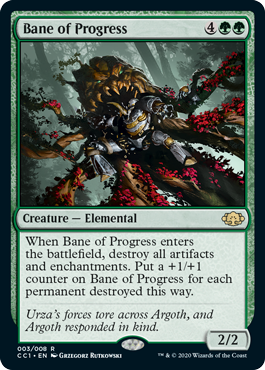 Bane of Progress 4
Creature — Elemental
When Bane of Progress enters
the battlefield, destroy all artifacts
and enchantments. Put a +1/+1
counter on Bane of Progress for each
permanent destroyed this way.
Urza's forces tore across Argoth, and
Argoth responded in kind.
2/2
003/008 R
CC1 • EN Grzegorz Rutkowski ™ & © 2020 Wizards of the Coast